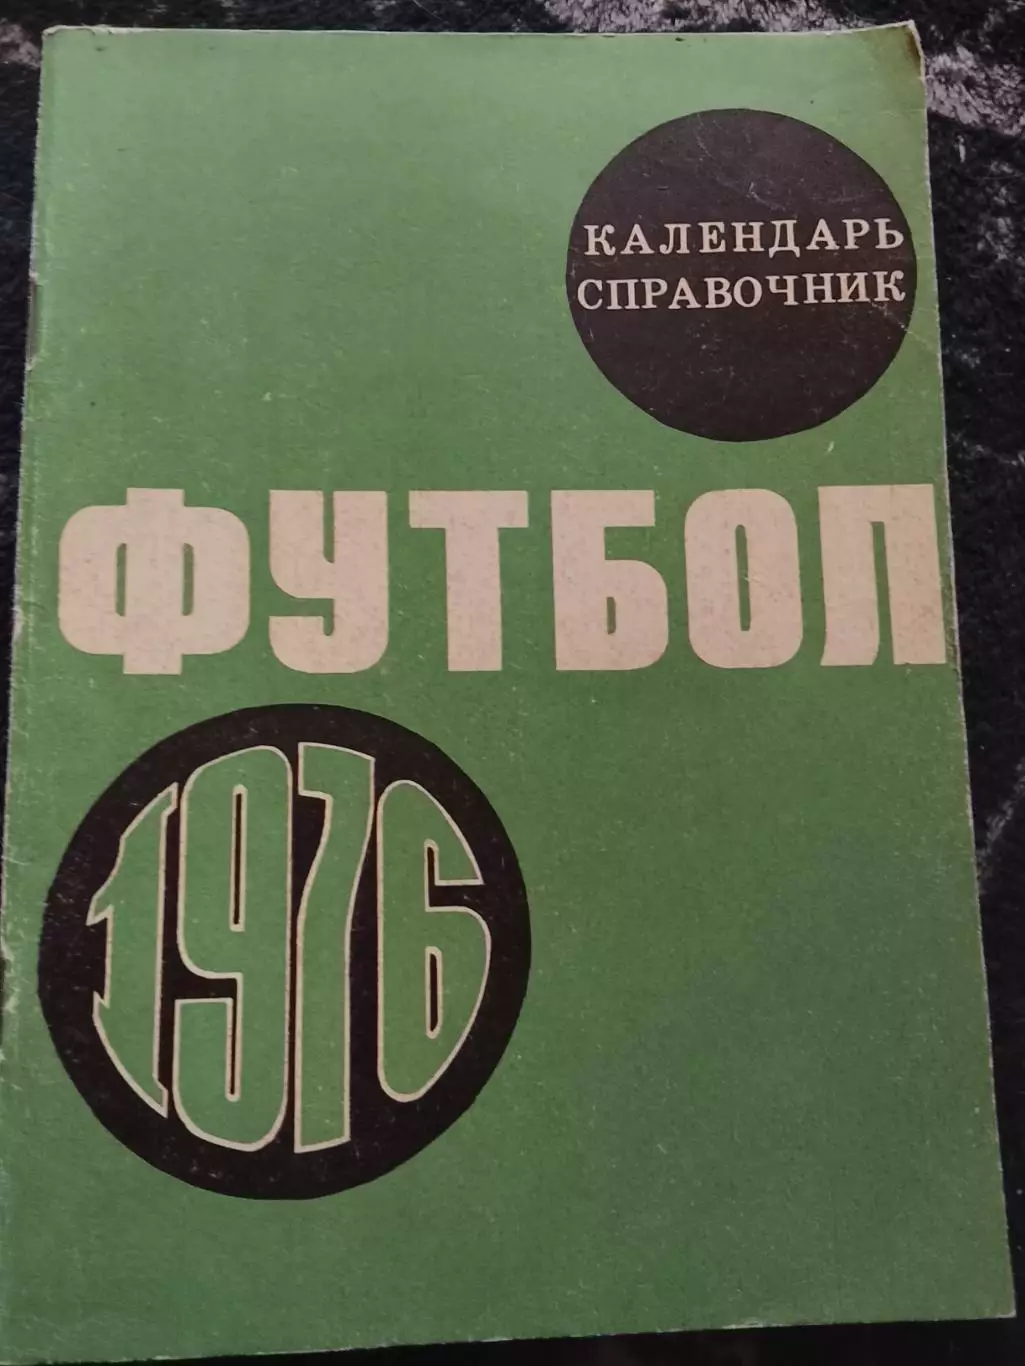 КАЛЕНДАРЬ
СПРАВОЧНИК
ФУТБОЛ
1976